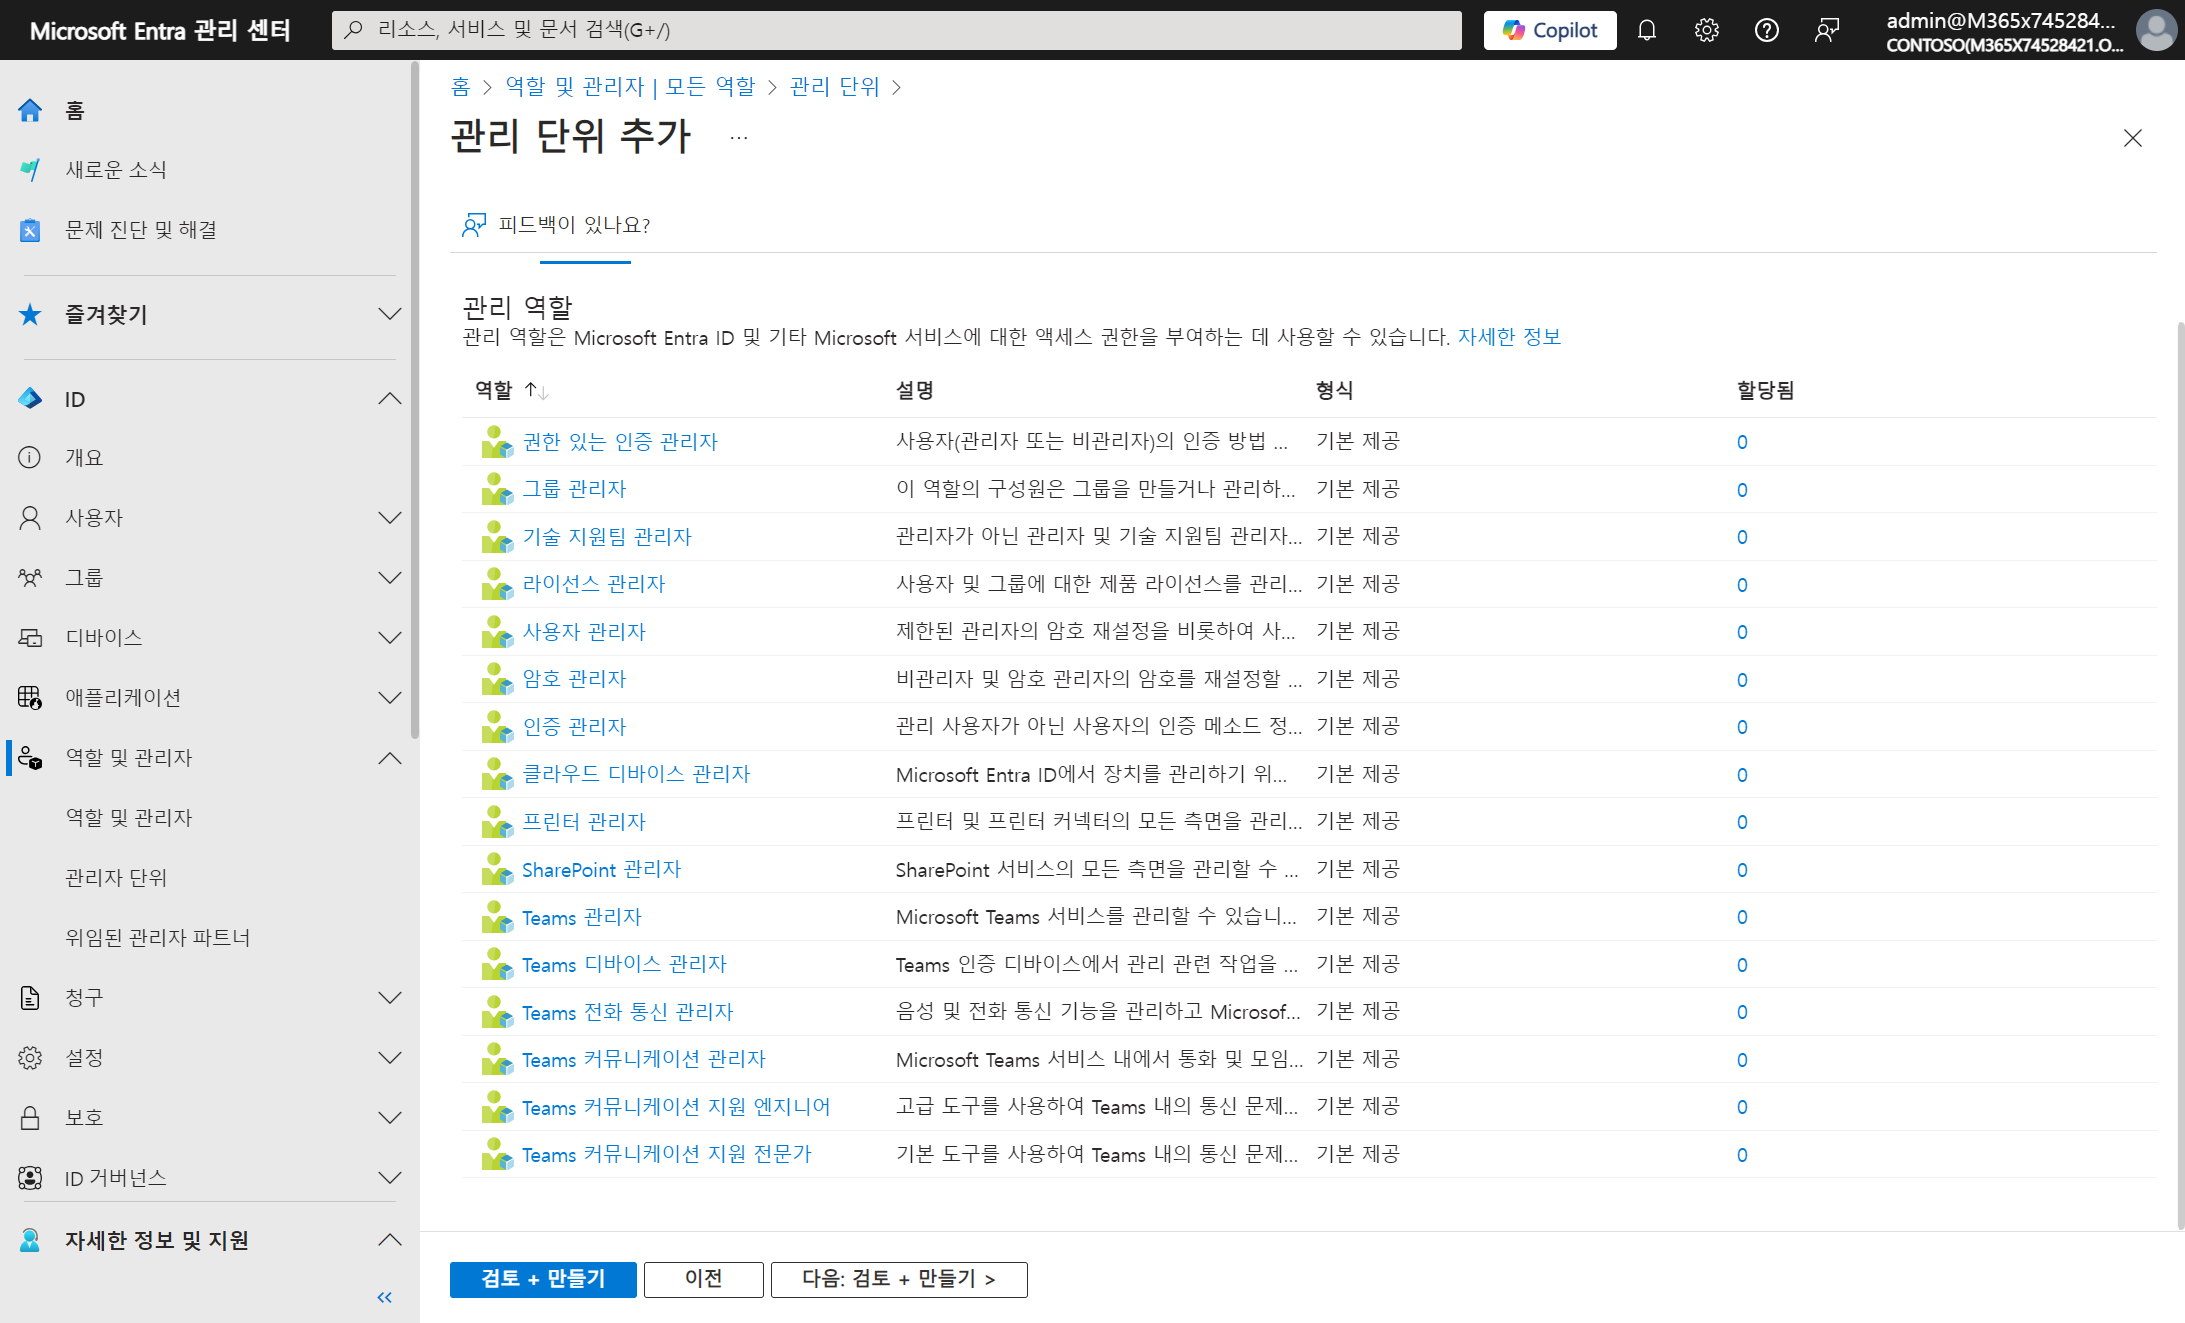 Microsoft Entra 관리 센터
리소스, 서비스 및 문서 검색(G+/)
Copilot
admin@M365x745284...
CONTOSO(M365X74528421.O...
홈
새로운 소식
문제 진단 및 해결
즐겨찾기
ID
개요
사용자
그룹
디바이스
애플리케이션
역할 및 관리자
역할 및 관리자
관리자 단위
위임된 관리자 파트너
청구
설정
보호
ID 거버넌스
자세한 정보 및 지원
홈 > 역할 및 관리자 | 모든 역할 > 관리 단위 >
관리 단위 추가 ...
피드백이 있나요?
관리 역할
관리 역할은 Microsoft Entra ID 및 기타 Microsoft 서비스에 대한 액세스 권한을 부여하는 데 사용할 수 있습니다. 자세한 정보
역할 설명 형식 할당됨
권한 있는 인증 관리자 사용자(관리자 또는 비관리자)의 인증 방법 ... 기본 제공 0
그룹 관리자 이 역할의 구성원은 그룹을 만들거나 관리하... 기본 제공 0
기술 지원팀 관리자 관리자가 아닌 관리자 및 기술 지원팀 관리자... 기본 제공 0
라이선스 관리자 사용자 및 그룹에 대한 제품 라이선스를 관리... 기본 제공 0
사용자 관리자 제한된 관리자의 암호 재설정을 비롯하여 사... 기본 제공 0
암호 관리자 비관리자 및 암호 관리자의 암호를 재설정할 ... 기본 제공 0
인증 관리자 관리 사용자가 아닌 사용자의 인증 메소드 정... 기본 제공 0
클라우드 디바이스 관리자 Microsoft Entra ID에서 장치를 관리하기 위... 기본 제공 0
프린터 관리자 프린터 및 프린터 커넥터의 모든 측면을 관리... 기본 제공 0
SharePoint 관리자 SharePoint 서비스의 모든 측면을 관리할 수 ... 기본 제공 0
Teams 관리자 Microsoft Teams 서비스를 관리할 수 있습니... 기본 제공 0
Teams 디바이스 관리자 Teams 인증 디바이스에서 관리 관련 작업을 ... 기본 제공 0
Teams 전화 통신 관리자 음성 및 전화 통신 기능을 관리하고 Microsof... 기본 제공 0
Teams 커뮤니케이션 관리자 Microsoft Teams 서비스 내에서 통화 및 모임... 기본 제공 0
Teams 커뮤니케이션 지원 엔지니어 고급 도구를 사용하여 Teams 내의 통신 문제... 기본 제공 0
Teams 커뮤니케이션 지원 전문가 기본 도구를 사용하여 Teams 내의 통신 문제... 기본 제공 0
검토 + 만들기 이전 다음: 검토 + 만들기 >